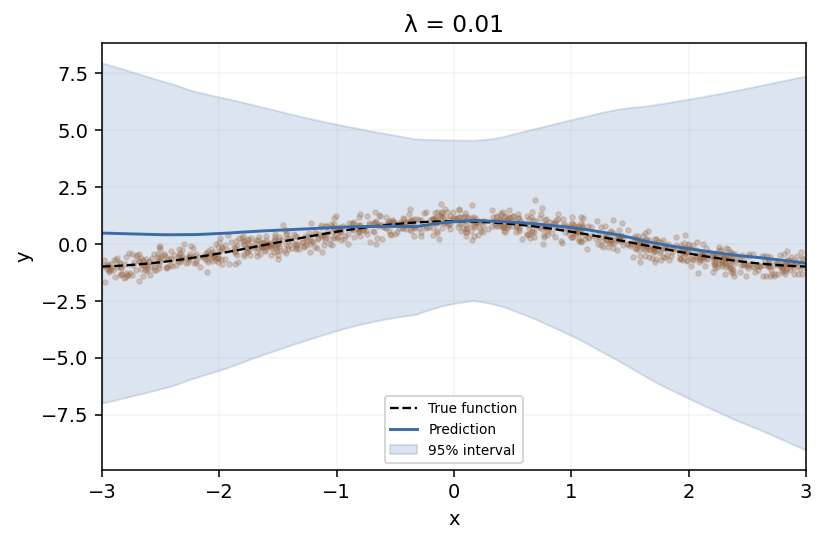 λ = 0.01
7.5
5.0
2.5
0.0
−2.5
−5.0
−7.5
y
True function
Prediction
95% interval
−3
−2
−1
0
1
2
3
x